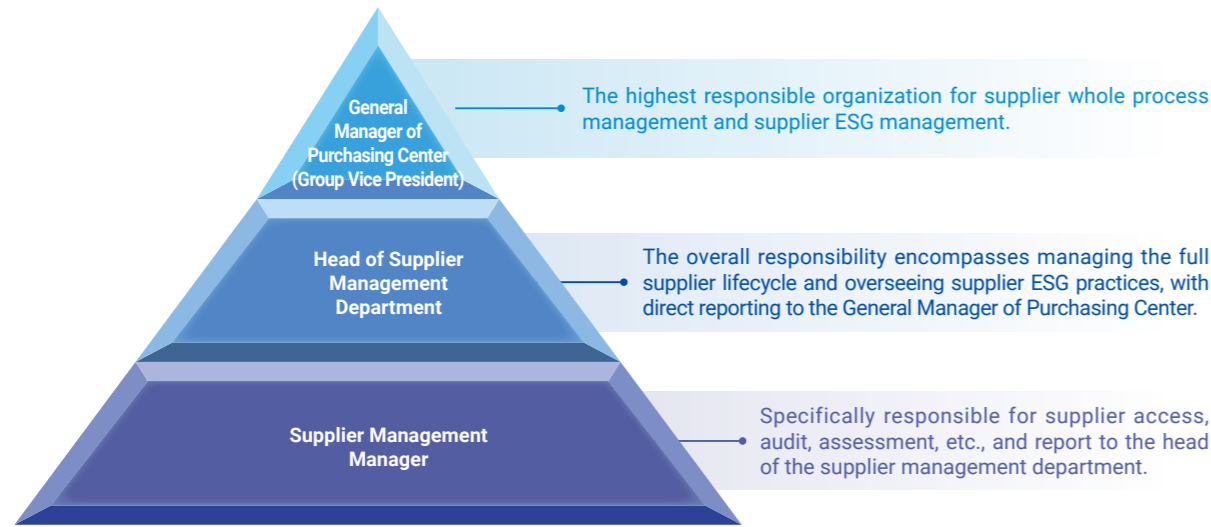 General
Manager of
Purchasing Center
(Group Vice President)
The highest responsible organization for supplier whole process
management and supplier ESG management.
Head of Supplier
Management
Department
The overall responsibility encompasses managing the full
supplier lifecycle and overseeing supplier ESG practices, with
direct reporting to the General Manager of Purchasing Center.
Supplier Management
Manager
Specifically responsible for supplier access,
audit, assessment, etc., and report to the head
of the supplier management department.